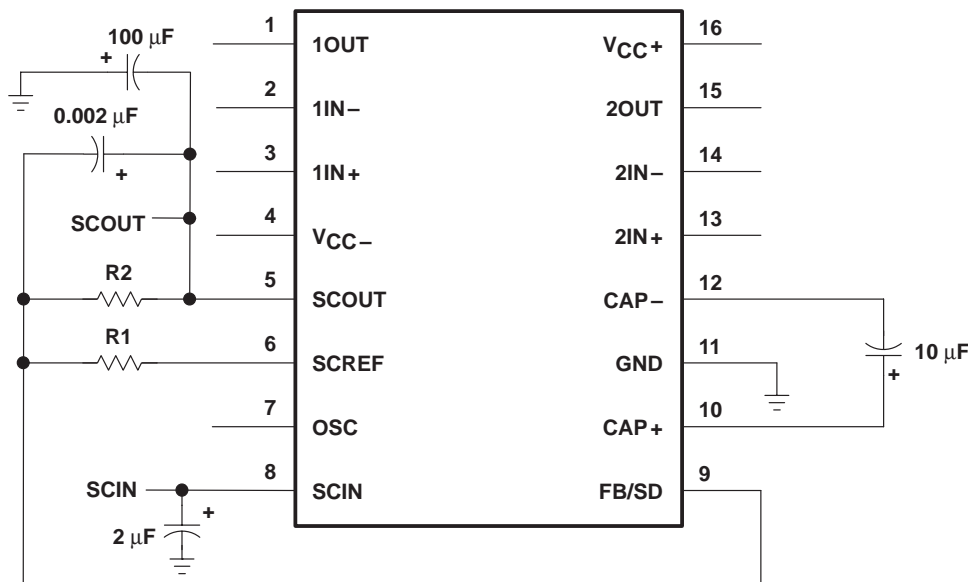 100 μF
+
0.002 μF
+
SCOUT
R2
R1
SCIN
+
2 μF
1
2
3
4
5
6
7
8
1OUT
1IN−
1IN+
VCC−
SCOUT
SCREF
OSC
SCIN
VCC+
2OUT
2IN−
2IN+
CAP−
GND
CAP+
FB/SD
16
15
14
13
12
11
10
9
10 μF
+